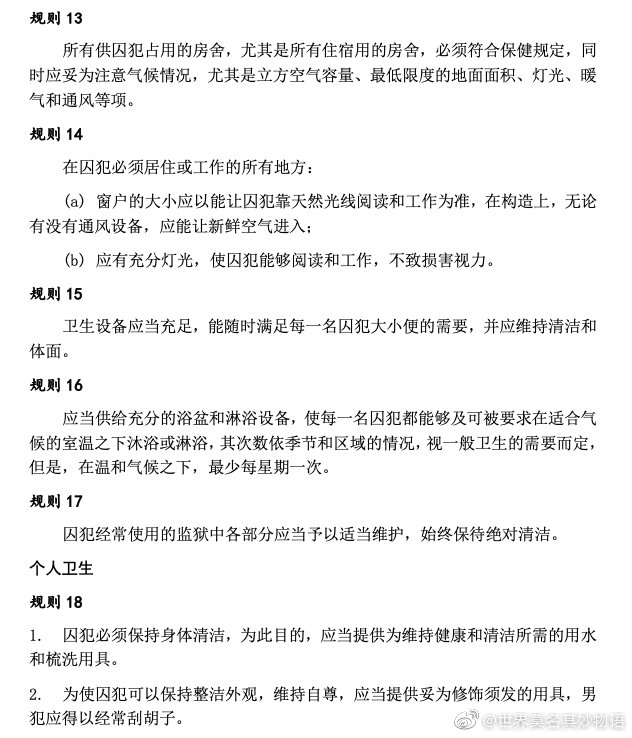 规则 13
所有供囚犯占用的房舍，尤其是所有住宿用的房舍，必须符合保健规定，同
时应妥为注意气候情况，尤其是立方空气容量、最低限度的地面面积、灯光、暖
气和通风等项。
规则 14
在囚犯必须居住或工作的所有地方：
(a) 窗户的大小应以能让囚犯靠天然光线阅读和工作为准，在构造上，无论
有没有通风设备，应能让新鲜空气进入；
(b) 应有充分灯光，使囚犯能够阅读和工作，不致损害视力。
规则 15
卫生设备应当充足，能随时满足每一名囚犯大小便的需要，并应维持清洁和
体面。
规则 16
应当供给充分的浴盆和淋浴设备，使每一名囚犯都能够及可被要求在适合气
候的室温之下沐浴或淋浴，其次数依季节和区域的情况，视一般卫生的需要而定，
但是，在温和气候之下，最少每星期一次。
规则 17
囚犯经常使用的监狱中各部分应当予以适当维护，始终保待绝对清洁。
个人卫生
规则 18
1. 囚犯必须保持身体清洁，为此目的，应当提供为维持健康和清洁所需的用水
和梳洗用具。
2. 为使囚犯可以保持整洁外观，维持自尊，应当提供妥为修饰须发的用具，男
犯应得以经常刮胡子。
@世界莫名其妙物语